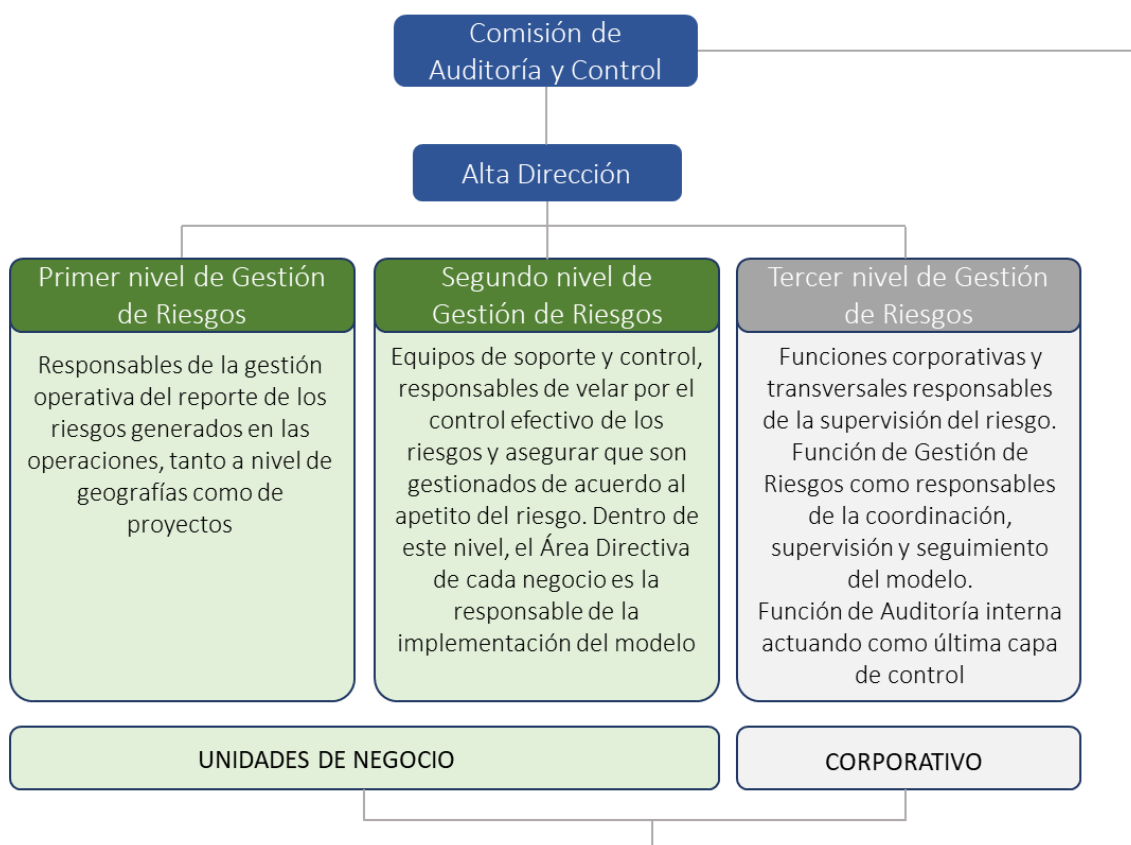 Comisión de
Auditoría y Control
Alta Dirección
Primer nivel de Gestión
de Riesgos
Responsables de la gestión
operativa del reporte de los
riesgos generados en las
operaciones, tanto a nivel de
geografías como de
proyectos
Segundo nivel de
Gestión de Riesgos
Equipos de soporte y control,
responsables de velar por el
control efectivo de los
riesgos y asegurar que son
gestionados de acuerdo al
apetito del riesgo. Dentro de
este nivel, el Área Directiva
de cada negocio es la
responsable de la
implementación del modelo
Tercer nivel de Gestión
de Riesgos
Funciones corporativas y
transversales responsables
de la supervisión del riesgo.
Función de Gestión de
Riesgos como responsables
de la coordinación,
supervisión y seguimiento
del modelo.
Función de Auditoría interna
actuando como última capa
de control
UNIDADES DE NEGOCIO
CORPORATIVO